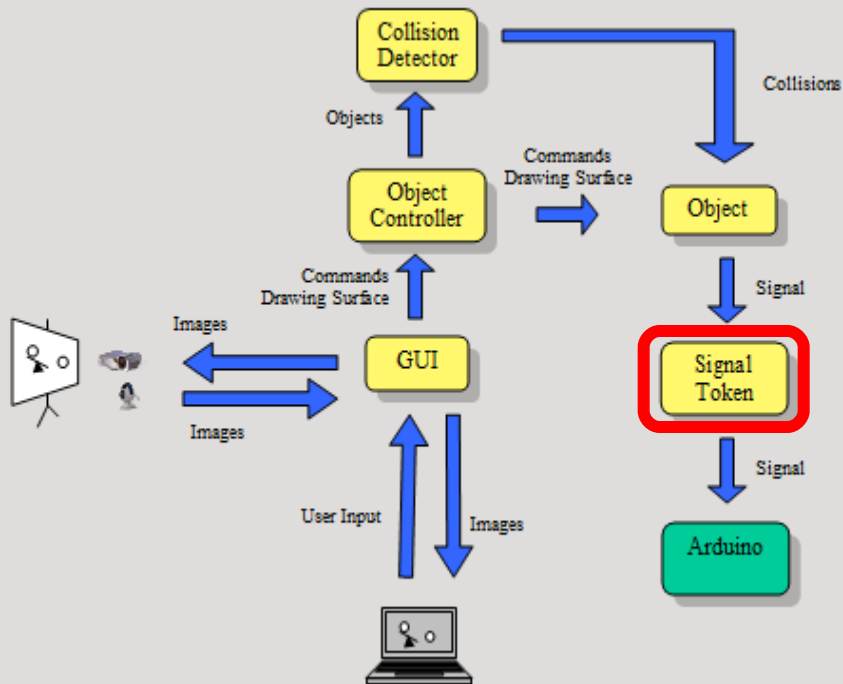 Collision
Detector
Collisions
Objects
Commands
Drawing Surface
Object
Controller
Object
Commands
Drawing Surface
Signal
Images
GUI
Signal
Token
Images
Signal
User Input
Images
Arduino